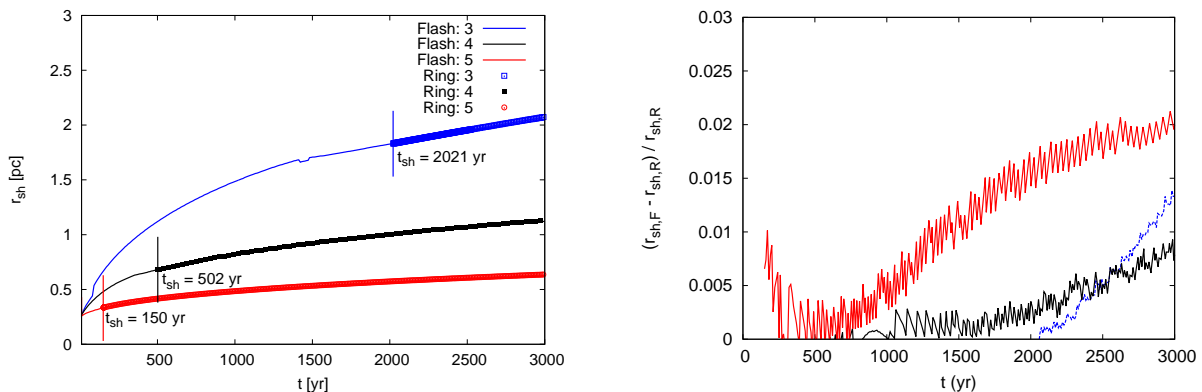 3
2.5
2
1.5
1
0.5
0
500
1000
1500
2000
2500
3000
r_sh [pc]
t [yr]
Flash: 3
Flash: 4
Flash: 5
Ring: 3
Ring: 4
Ring: 5
t_sh = 2021 yr
t_sh = 502 yr
t_sh = 150 yr
0.03
0.025
0.02
0.015
0.01
0.005
0
0
500
1000
1500
2000
2500
3000
(r_sh,F - r_sh,R) / r_sh,R
t (yr)